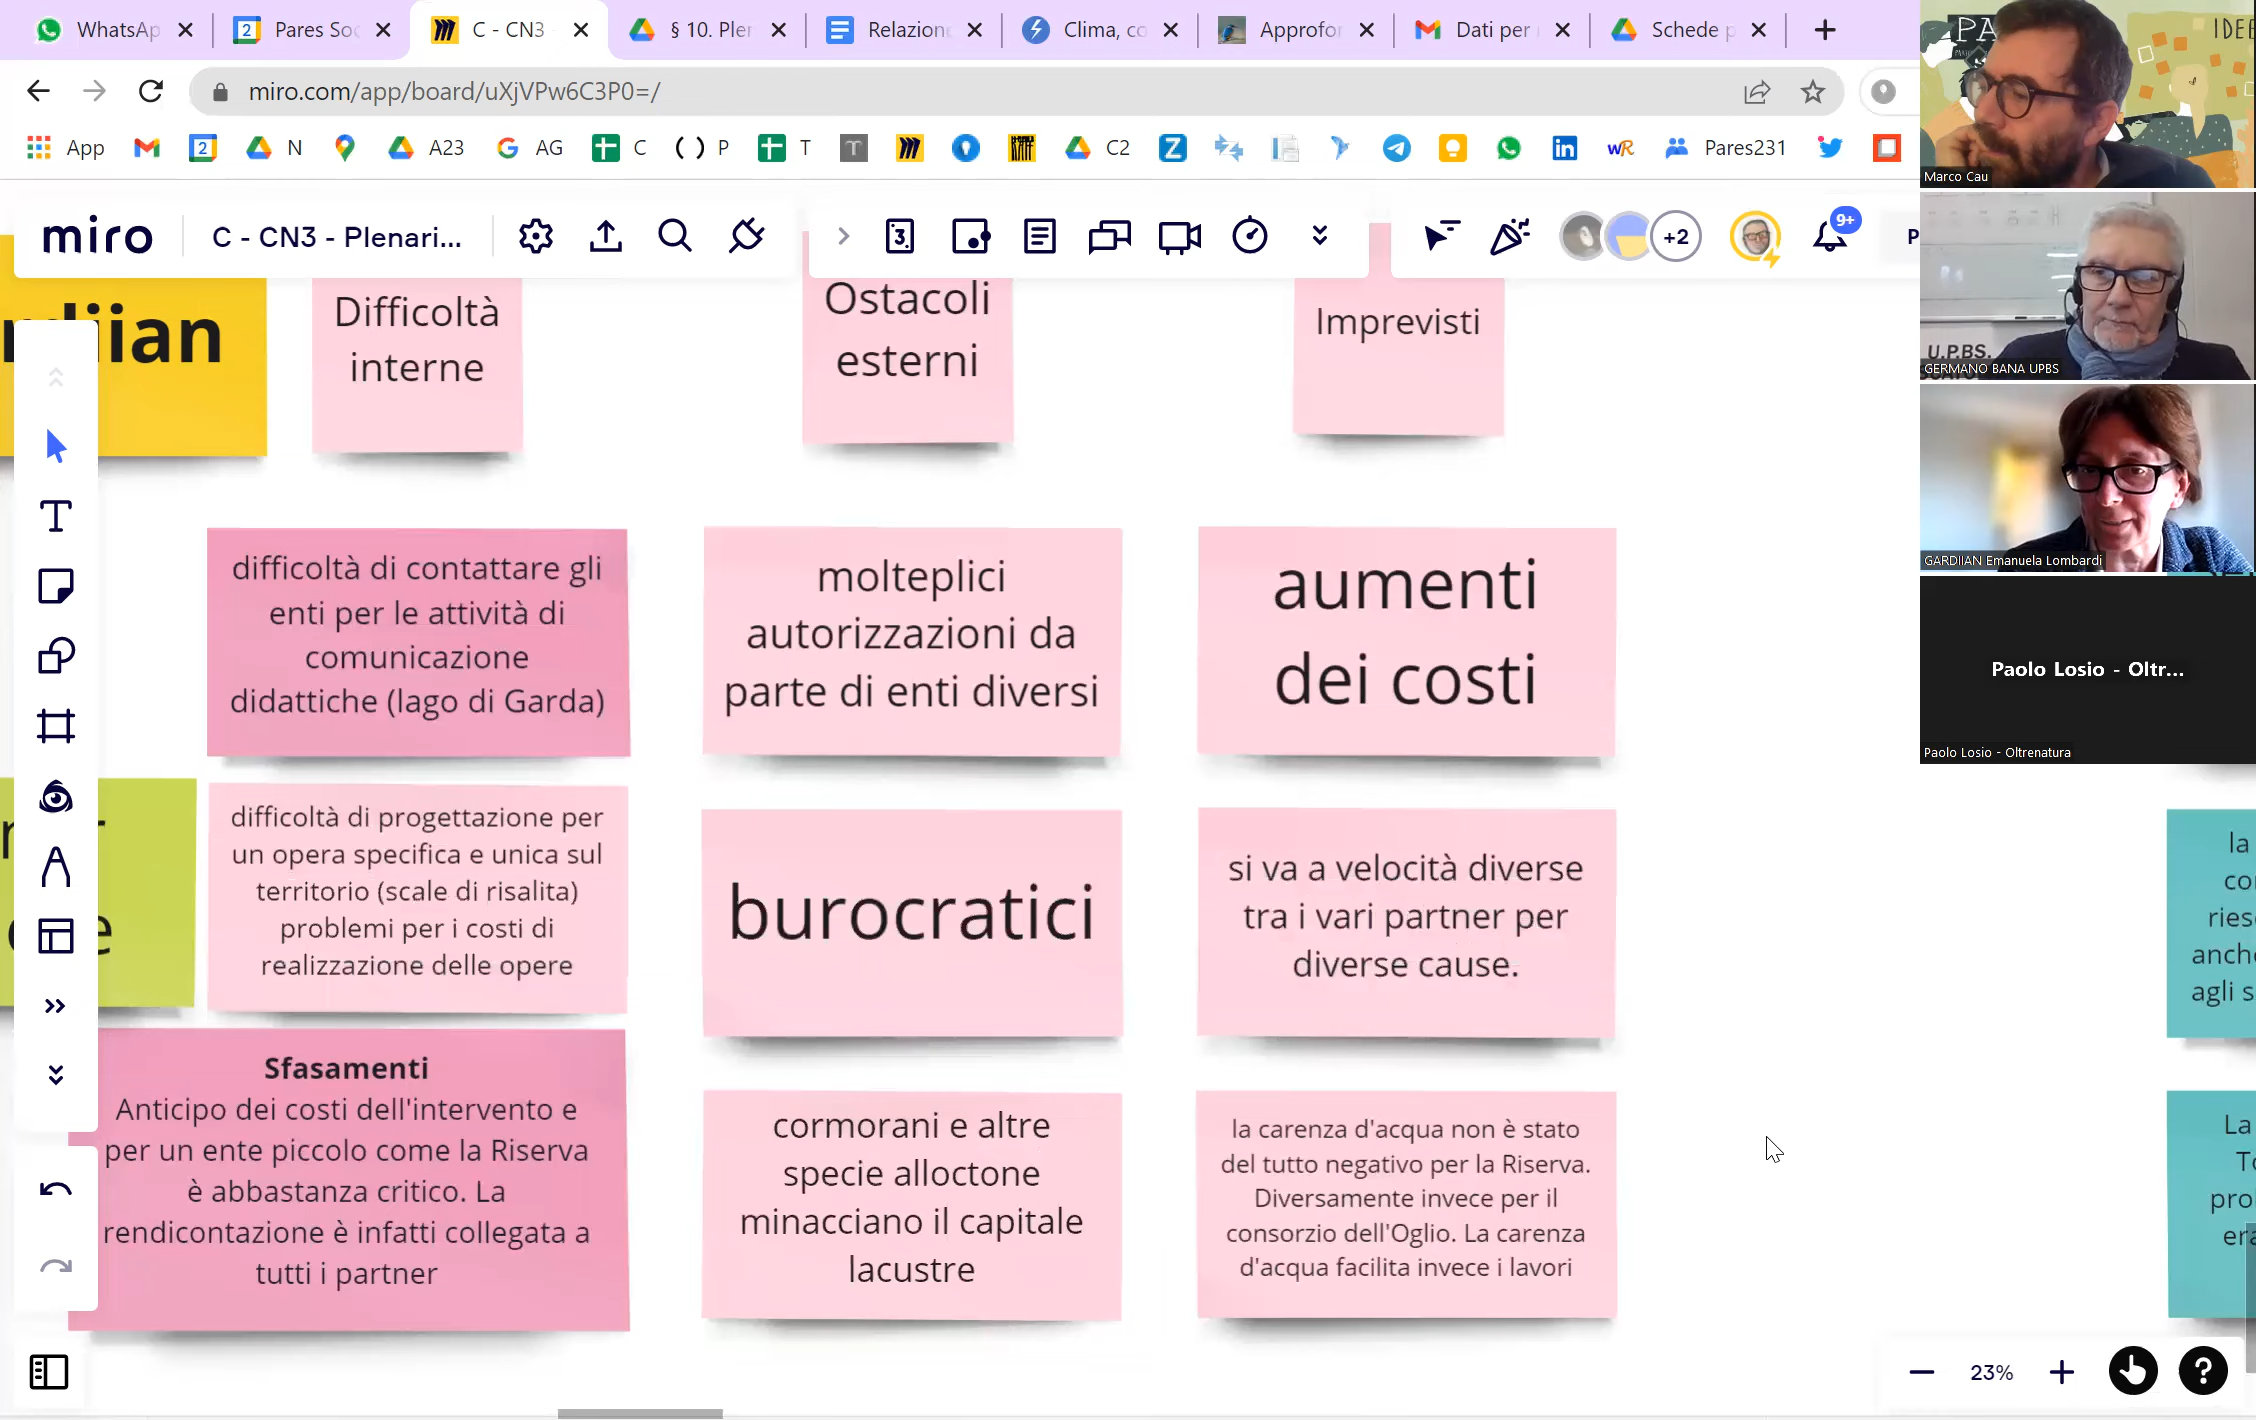 WhatsAp
Pares Soc
C - CN3
§ 10. Pler
Relazion
Clima, co
Approfo
Dati per
Schede p
miro.com/app/board/uXjVPw6C3P0=/
App
2
N
A23
AG
C
P
T
C2
Pares231
miro
C - CN3 - Plenari...
+2
9+
P
Difficoltà
interne
Ostacoli
esterni
Imprevisti
difficoltà di contattare gli
enti per le attività di
comunicazione
didattiche (lago di Garda)
molteplici
autorizzazioni da
parte di enti diversi
aumenti
dei costi
difficoltà di progettazione per
un opera specifica e unica sul
territorio (scale di risalita)
problemi per i costi di
realizzazione delle opere
burocratici
si va a velocità diverse
tra i vari partner per
diverse cause.
Sfasamenti
Anticipo dei costi dell'intervento e
per un ente piccolo come la Riserva
è abbastanza critico. La
rendicontazione è infatti collegata a
tutti i partner
cormorani e altre
specie alloctone
minacciano il capitale
lacustre
la carenza d'acqua non è stato
del tutto negativo per la Riserva.
Diversamente invece per il
consorzio dell'Oglio. La carenza
d'acqua facilita invece i lavori
la
anch
agli s
La
pro
era
23%
Marco Cau
U.P.BS.
GERMANO BANA UPBS
GARDIIAN Emanuela Lombardi
Paolo Losio - Oltr...
Paolo Losio - Oltrenatura